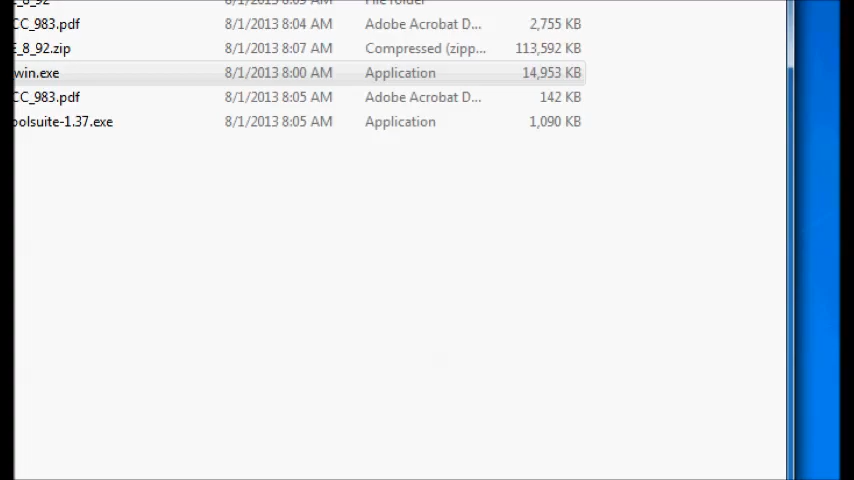 CC_983.pdf 8/1/2013 8:04 AM Adobe Acrobat D... 2,755 KB
_8_92.zip 8/1/2013 8:07 AM Compressed (zipp... 113,592 KB
win.exe 8/1/2013 8:00 AM Application 14,953 KB
CC_983.pdf 8/1/2013 8:05 AM Adobe Acrobat D... 142 KB
olsuite-1.37.exe 8/1/2013 8:05 AM Application 1,090 KB